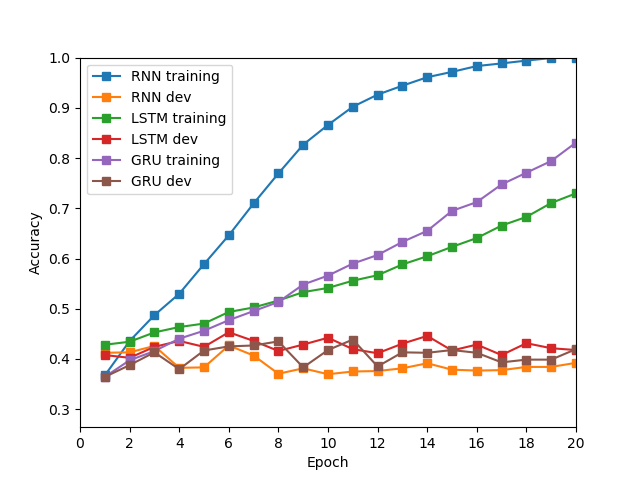 1.0
0.9
0.8
0.7
0.6
0.5
0.4
0.3
Accuracy
RNN training
RNN dev
LSTM training
LSTM dev
GRU training
GRU dev
0 2 4 6 8 10 12 14 16 18 20
Epoch